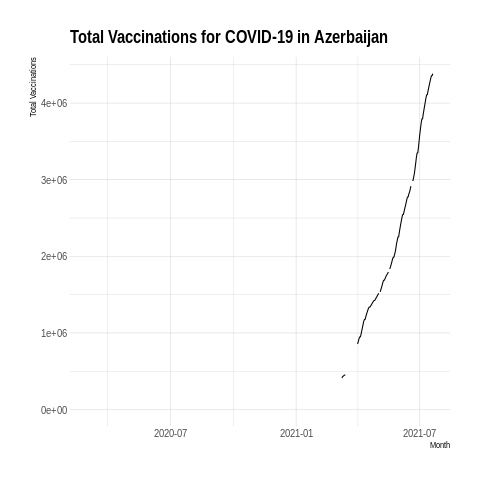 Total Vaccinations for COVID-19 in Azerbaijan
Total Vaccinations
4e+06
3e+06
2e+06
1e+06
0e+00
2020-07
2021-01
2021-07
Month